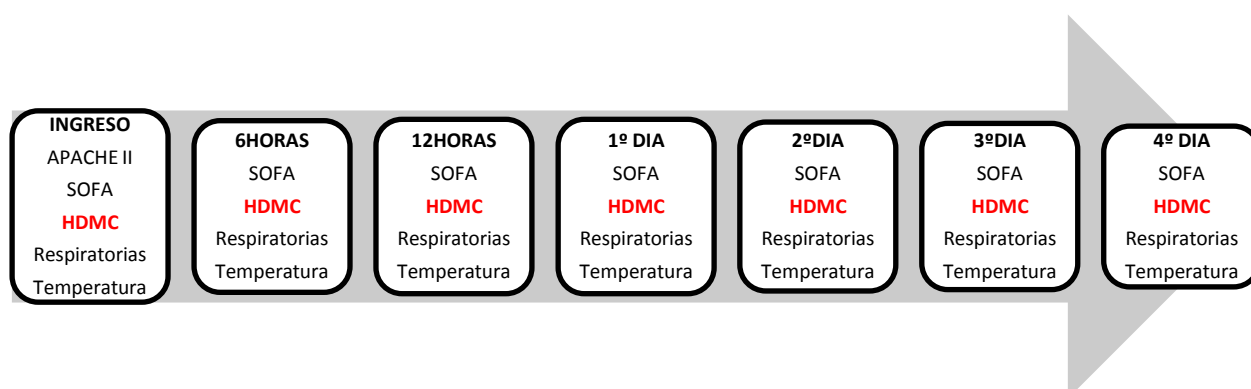 INGRESO
APACHE II
SOFA
HDMC
Respiratorias
Temperatura
6HORAS
SOFA
HDMC
Respiratorias
Temperatura
12HORAS
SOFA
HDMC
Respiratorias
Temperatura
1º DIA
SOFA
HDMC
Respiratorias
Temperatura
2ºDIA
SOFA
HDMC
Respiratorias
Temperatura
3ºDIA
SOFA
HDMC
Respiratorias
Temperatura
4º DIA
SOFA
HDMC
Respiratorias
Temperatura